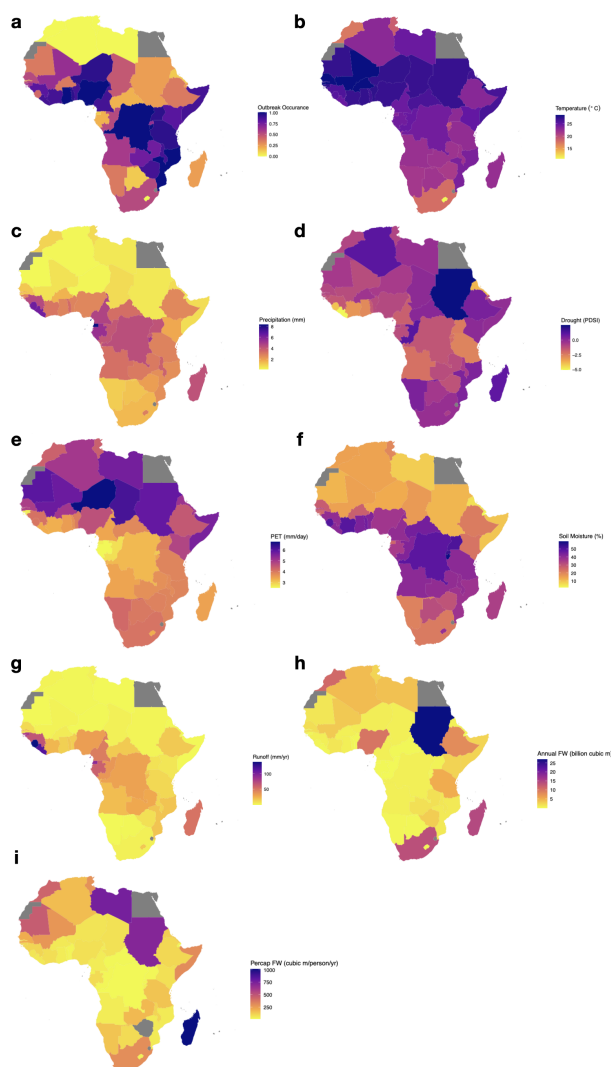 a
Outbreak Occurance
1.00
0.75
0.50
0.25
0.00
b
Temperature (° C)
25
20
15
c
Precipitation (mm)
8
6
4
2
d
Drought (PDSI)
0.0
−2.5
−5.0
e
PET (mm/day)
6
5
4
3
f
Soil Moisture (%)
50
40
30
20
10
g
Runoff (mm/yr)
100
50
h
Annual FW (billion cubic m
25
20
15
10
5
i
Percap FW (cubic m/person/yr)
1000
750
500
250